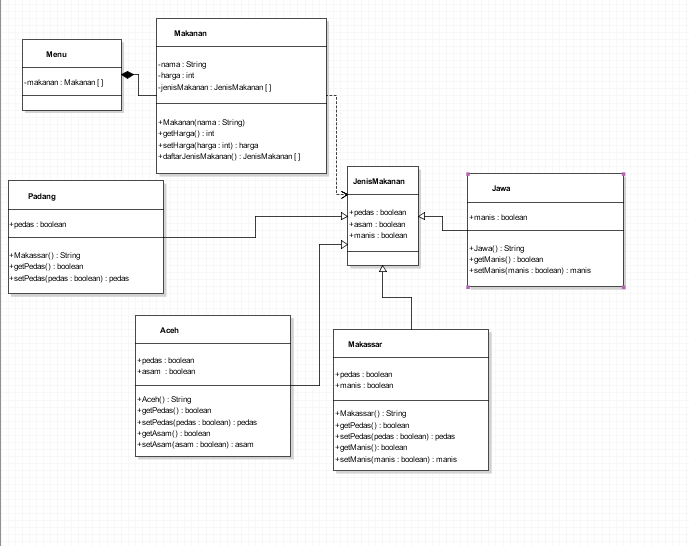 Menu
-makanan : Makanan [ ]
Makanan
-nama : String
-harga : int
-jenisMakanan : JenisMakanan [ ]
+Makanan(nama : String)
+getHarga() : int
+setHarga(harga : int) : harga
+daftarJenisMakanan() : JenisMakanan [ ]
Padang
+pedas : boolean
+Makassar() : String
+getPedas() : boolean
+setPedas(pedas : boolean) : pedas
JenisMakanan
+pedas : boolean
+asam : boolean
+manis : boolean
Jawa
+manis : boolean
+Jawa() : String
+getManis() : boolean
+setManis(manis : boolean) : manis
Aceh
+pedas : boolean
+asam : boolean
+Aceh() : String
+getPedas() : boolean
+setPedas(pedas : boolean) : pedas
+getAsam() : boolean
+setAsam(asam : boolean) : asam
Makassar
+pedas : boolean
+manis : boolean
+Makassar() : String
+getPedas() : boolean
+setPedas(pedas : boolean) : pedas
+getManis() : boolean
+setManis(manis : boolean) : manis